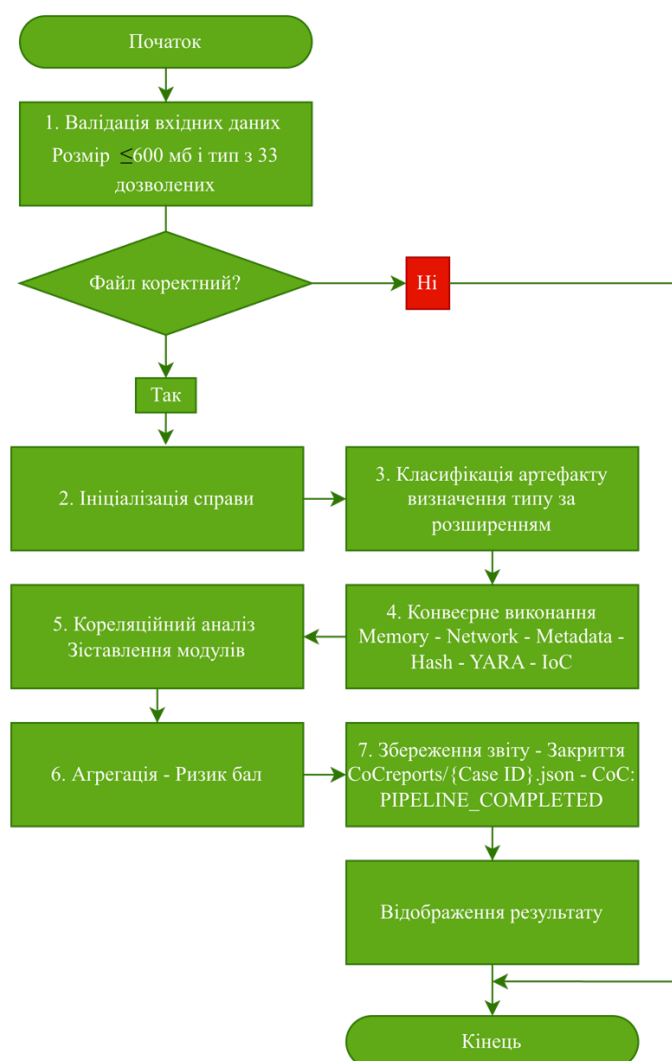 Початок
1. Валідація вхідних даних
Розмір ≤600 мб і тип з 33
дозволених
Файл коректний?
Ні
Так
2. Ініціалізація справи
3. Класифікація артефакту
визначення типу за
розширенням
4. Конвеєрне виконання
Memory - Network - Metadata -
Hash - YARA - IoC
5. Кореляційний аналіз
Зіставлення модулів
6. Агрегація - Ризик бал
7. Збереження звіту - Закриття
CoCreports/{Case ID}.json - CoC:
PIPELINE_COMPLETED
Відображення результату
Кінець